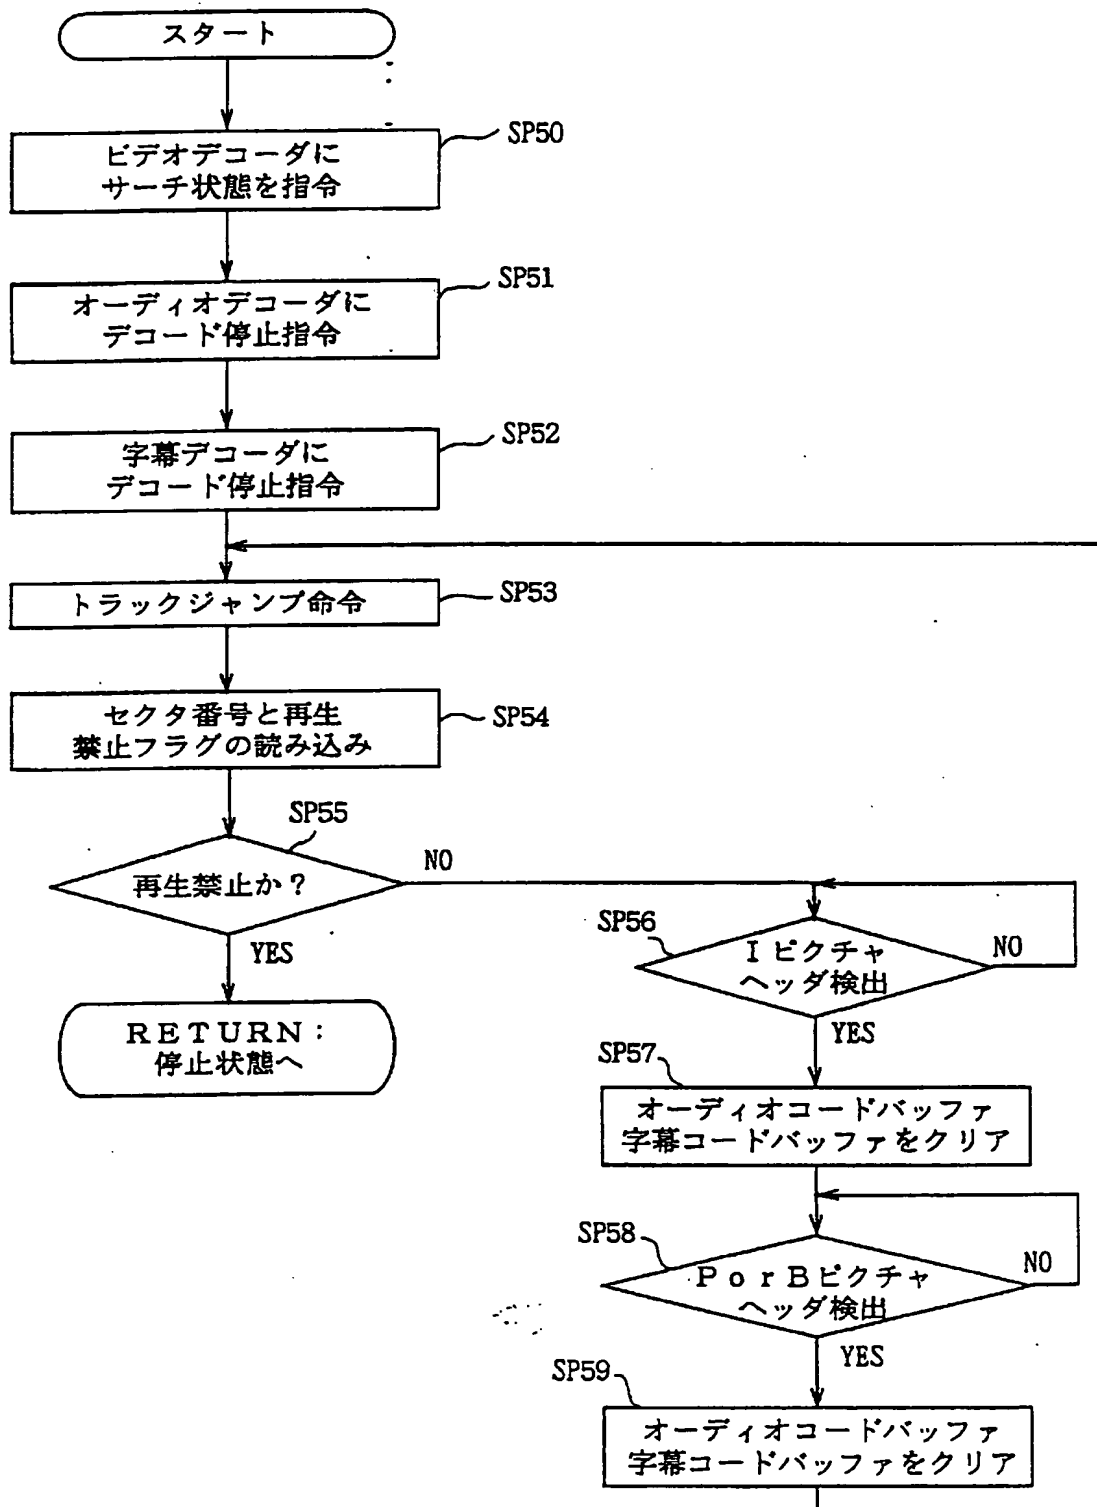 スタート
SP50
ビデオデコーダに
サーチ状態を指令
SP51
オーディオデコーダに
デコード停止指令
SP52
字幕デコーダに
デコード停止指令
SP53
トラックジャンプ命令
SP54
セクタ番号と再生
禁止フラグの読み込み
SP55
再生禁止か?
NO
YES
RETURN:
停止状態へ
SP56
Iピクチャ
ヘッダ検出
NO
YES
SP57
オーディオコードバッファ
字幕コードバッファをクリア
SP58
PorBピクチャ
ヘッダ検出
NO
YES
SP59
オーディオコードバッファ
字幕コードバッファをクリア